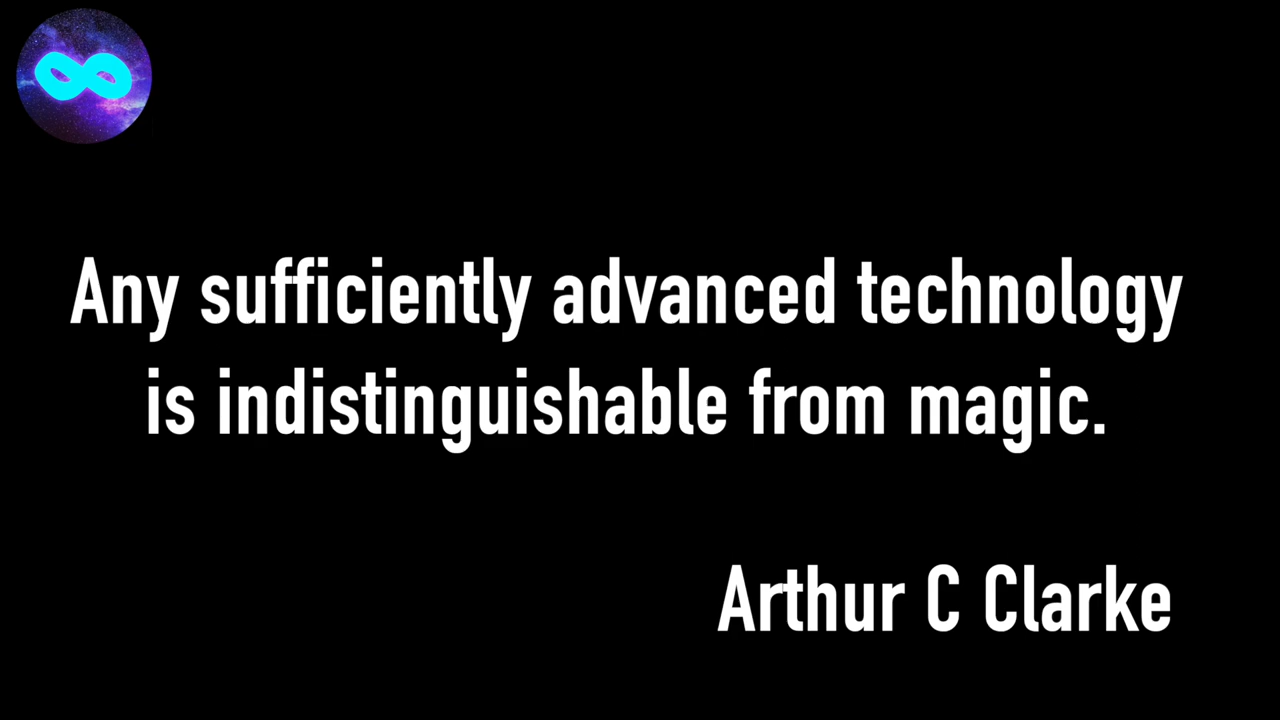 Any sufficiently advanced technology
is indistinguishable from magic.
Arthur C Clarke